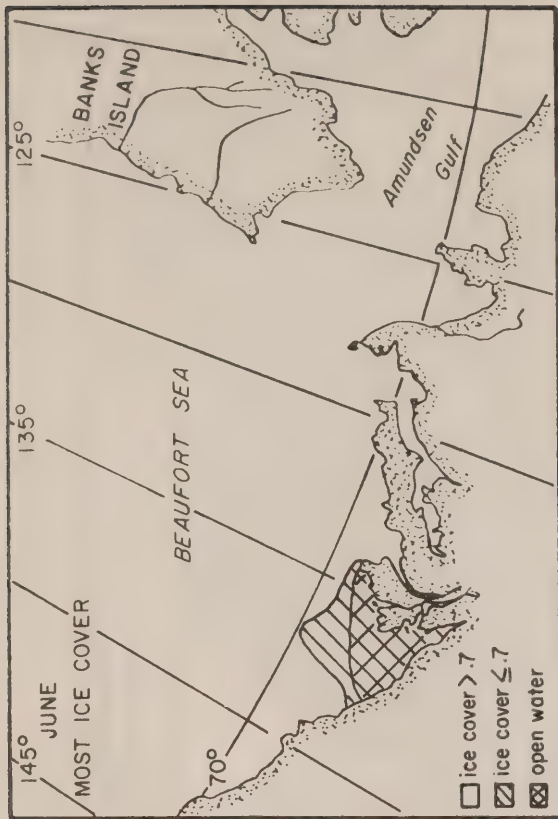 145°
135°
125°
JUNE
MOST ICE COVER
BANKS
ISLAND
BEAUFORT SEA
Amundsen
Gulf
70°
ice cover > .7
ice cover ≤ .7
open water